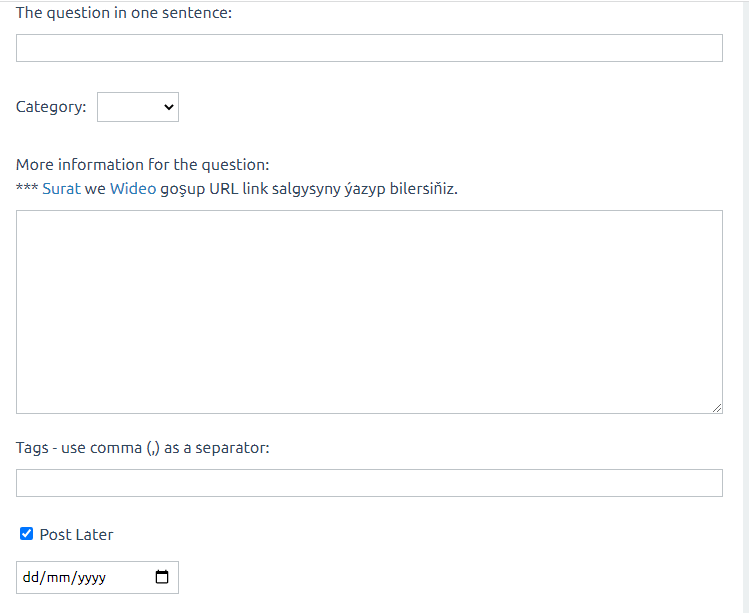 The question in one sentence:
Category:
More information for the question:
*** Surat we Wideo goşup URL link salgysyny ýazyp bilersiňiz.
Tags - use comma (,) as a separator:
Post Later
dd/mm/yyyy